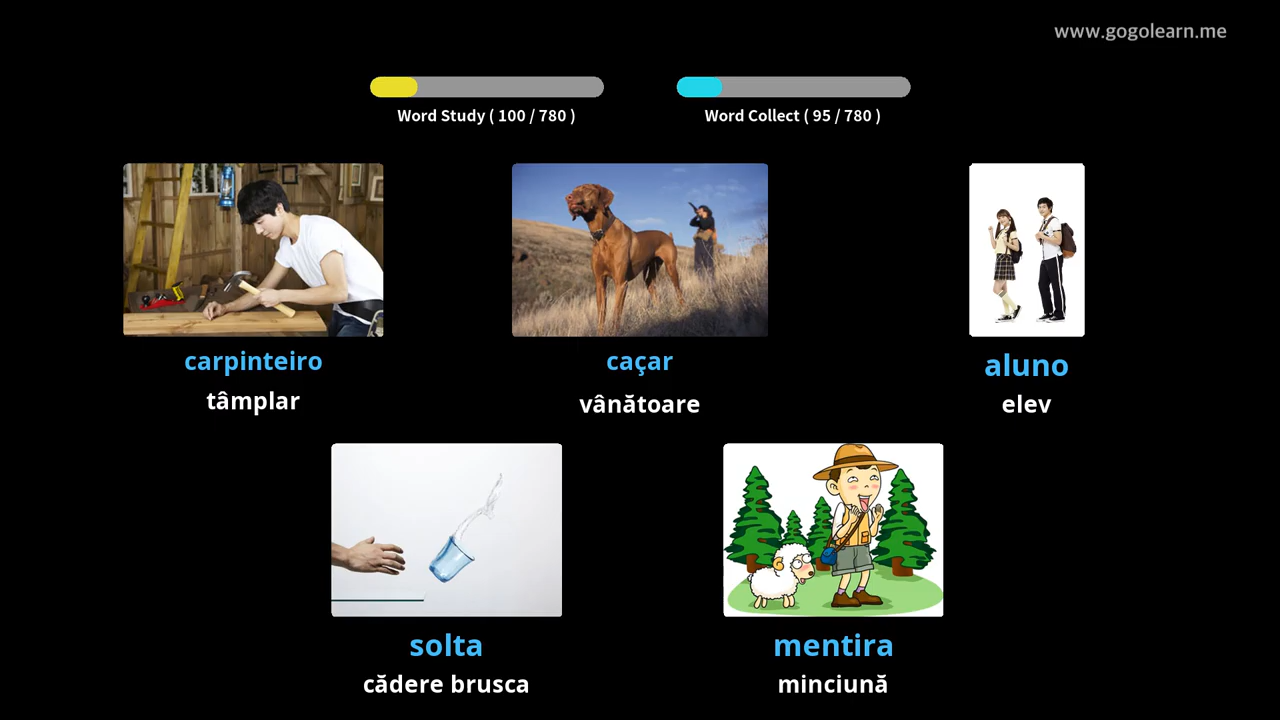 www.gogolearn.me
Word Study ( 100 / 780 )
Word Collect ( 95 / 780 )
carpinteiro
tâmplar
caçar
vânătoare
aluno
elev
solta
cădere brusca
mentira
minciună